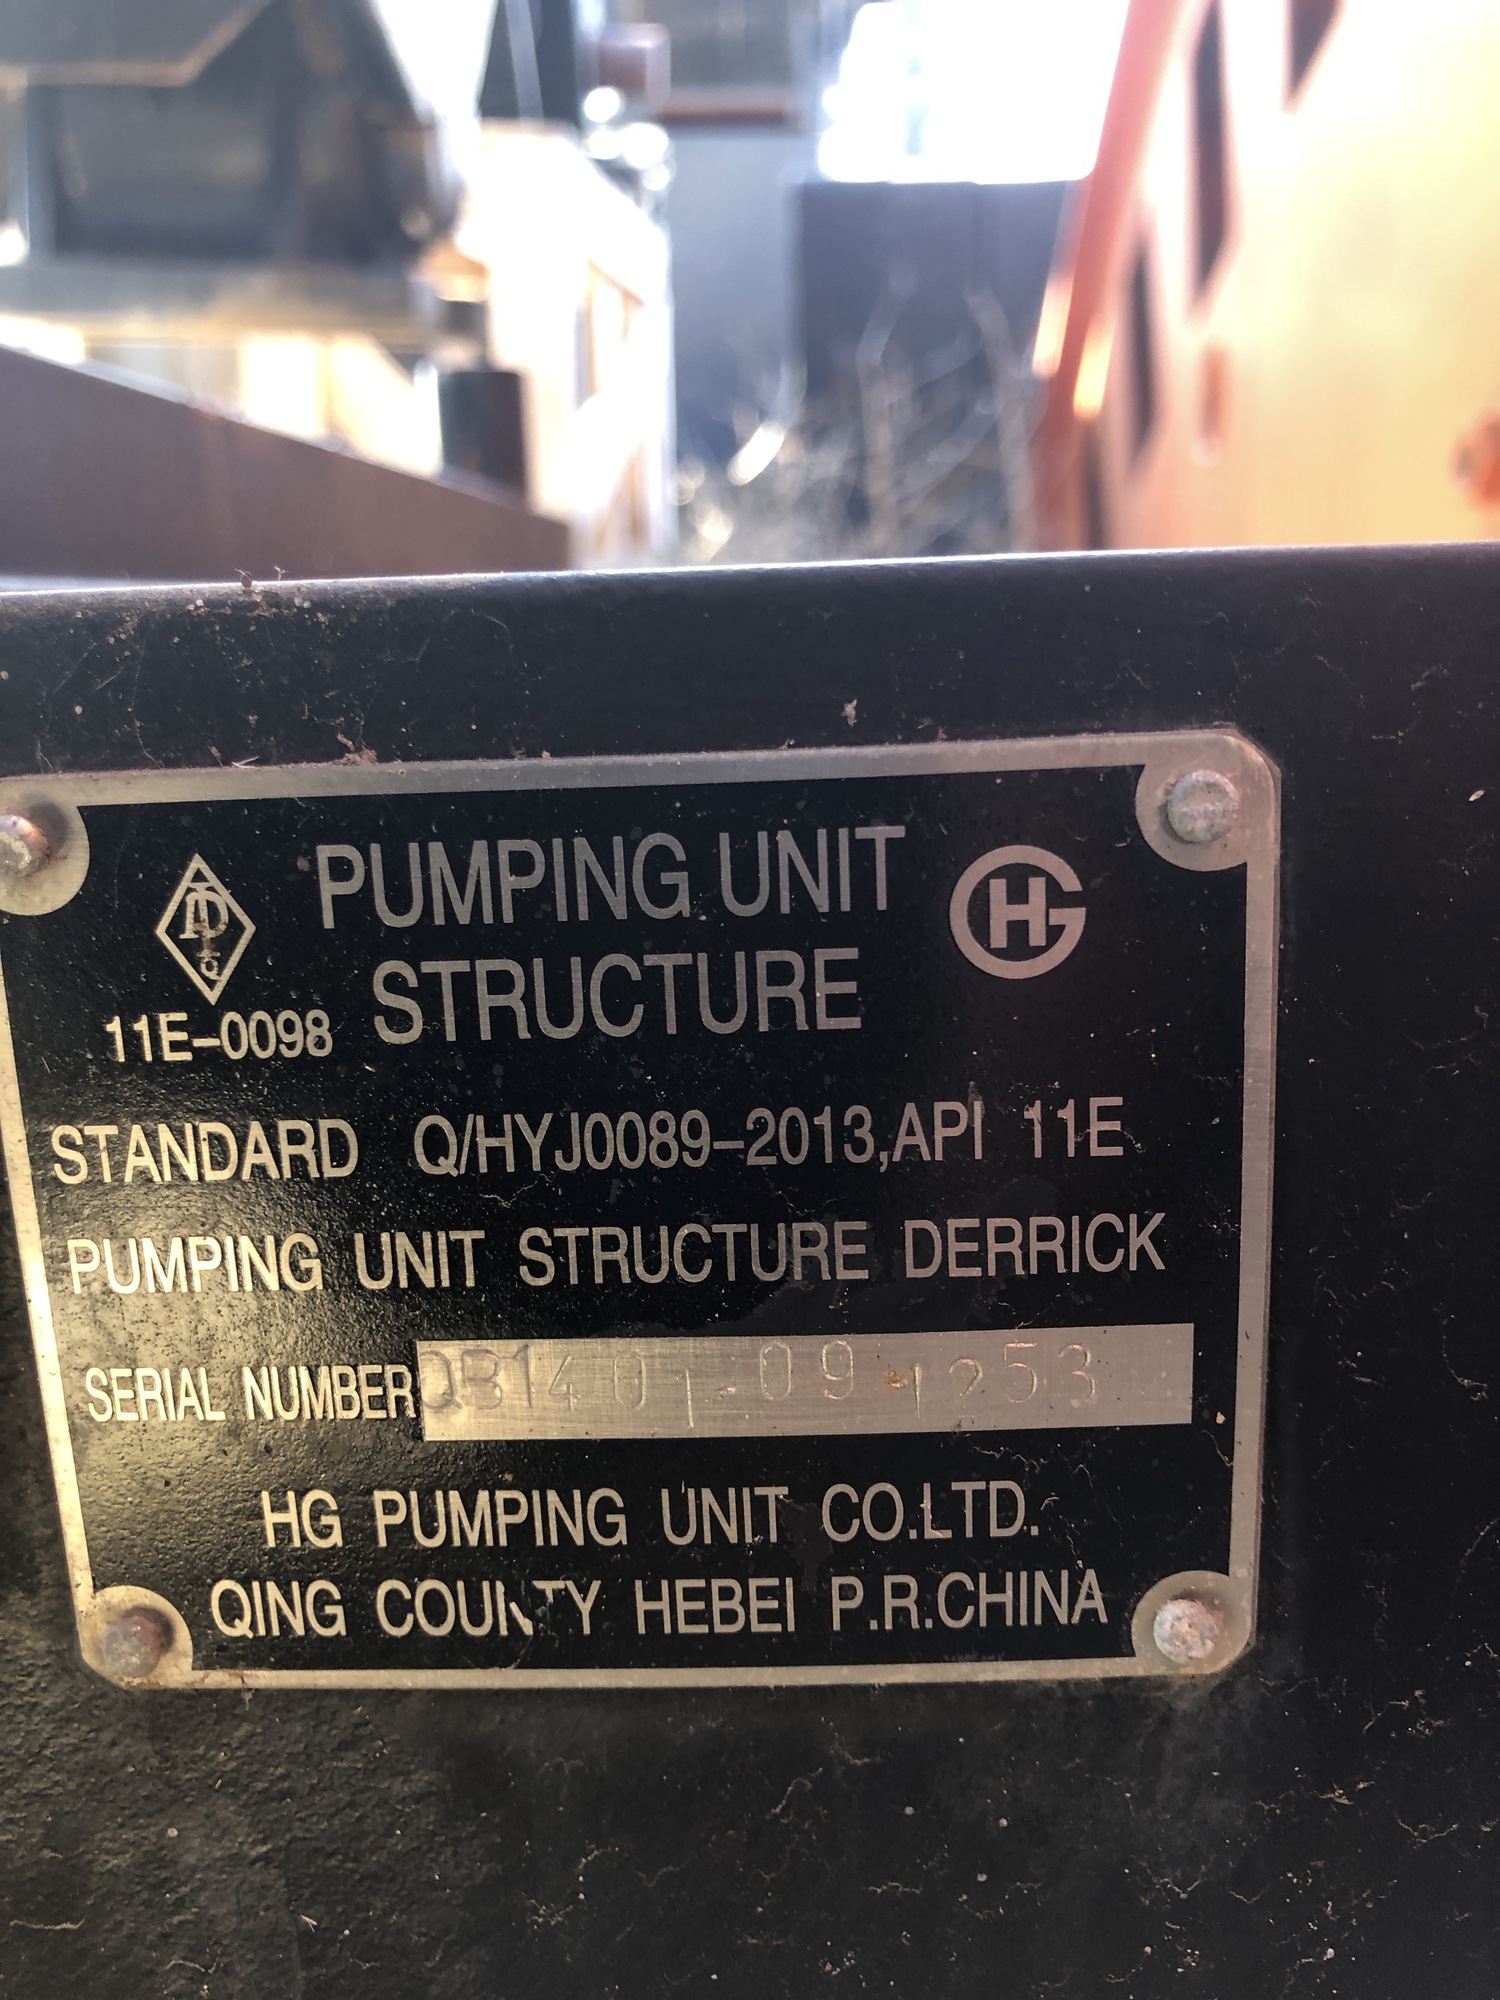 PUMPING UNIT
STRUCTURE
11E-0098
HG
STANDARD Q/HYJ0089-2013,API 11E
PUMPING UNIT STRUCTURE DERRICK
SERIAL NUMBER
HG PUMPING UNIT CO.LTD.
QING COUNTY HEBEI P.R.CHINA